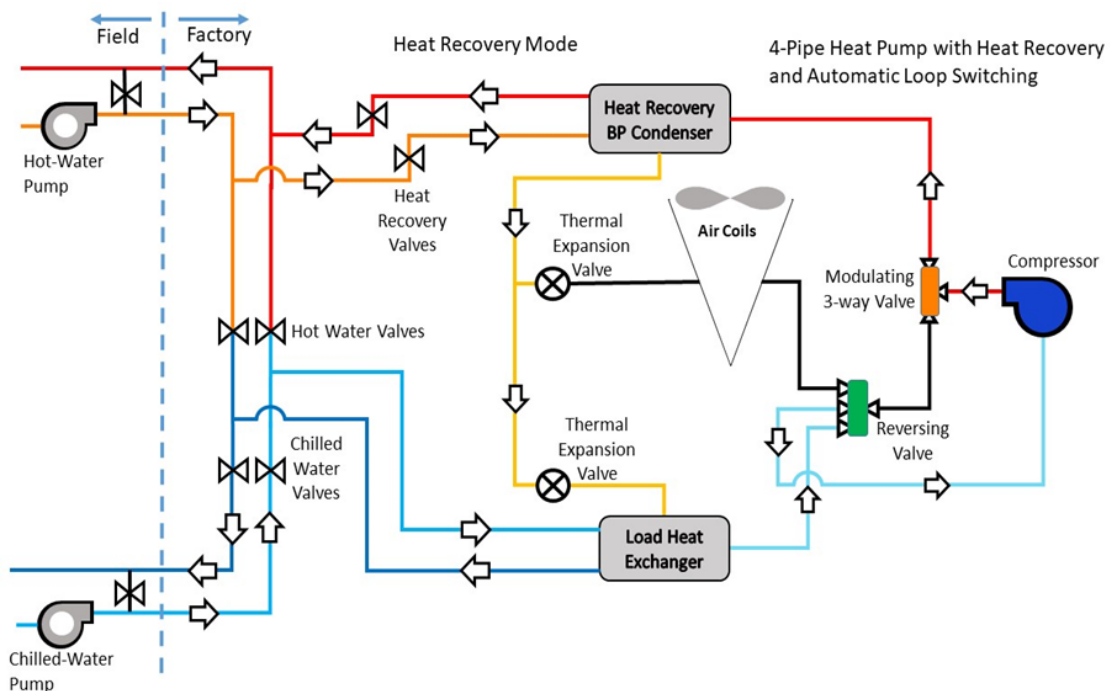 Field
Factory
Heat Recovery Mode
4-Pipe Heat Pump with Heat Recovery
and Automatic Loop Switching
Heat Recovery
BP Condenser
Hot-Water
Pump
Heat
Recovery
Valves
Thermal
Expansion
Valve
Air Coils
Modulating
3-way Valve
Compressor
Hot Water Valves
Chilled
Water
Valves
Thermal
Expansion
Valve
Reversing
Valve
Load Heat
Exchanger
Chilled-Water
Pump